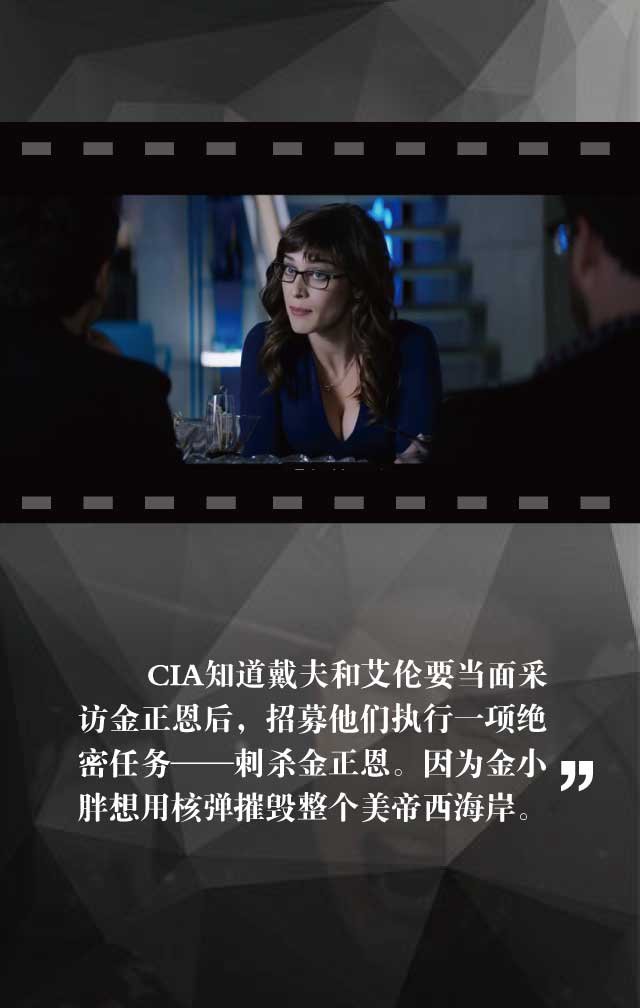 CIA知道戴夫和艾伦要当面采
访金正恩后，招募他们执行一项绝
密任务——刺杀金正恩。因为金小
胖想用核弹摧毁整个美帝西海岸。